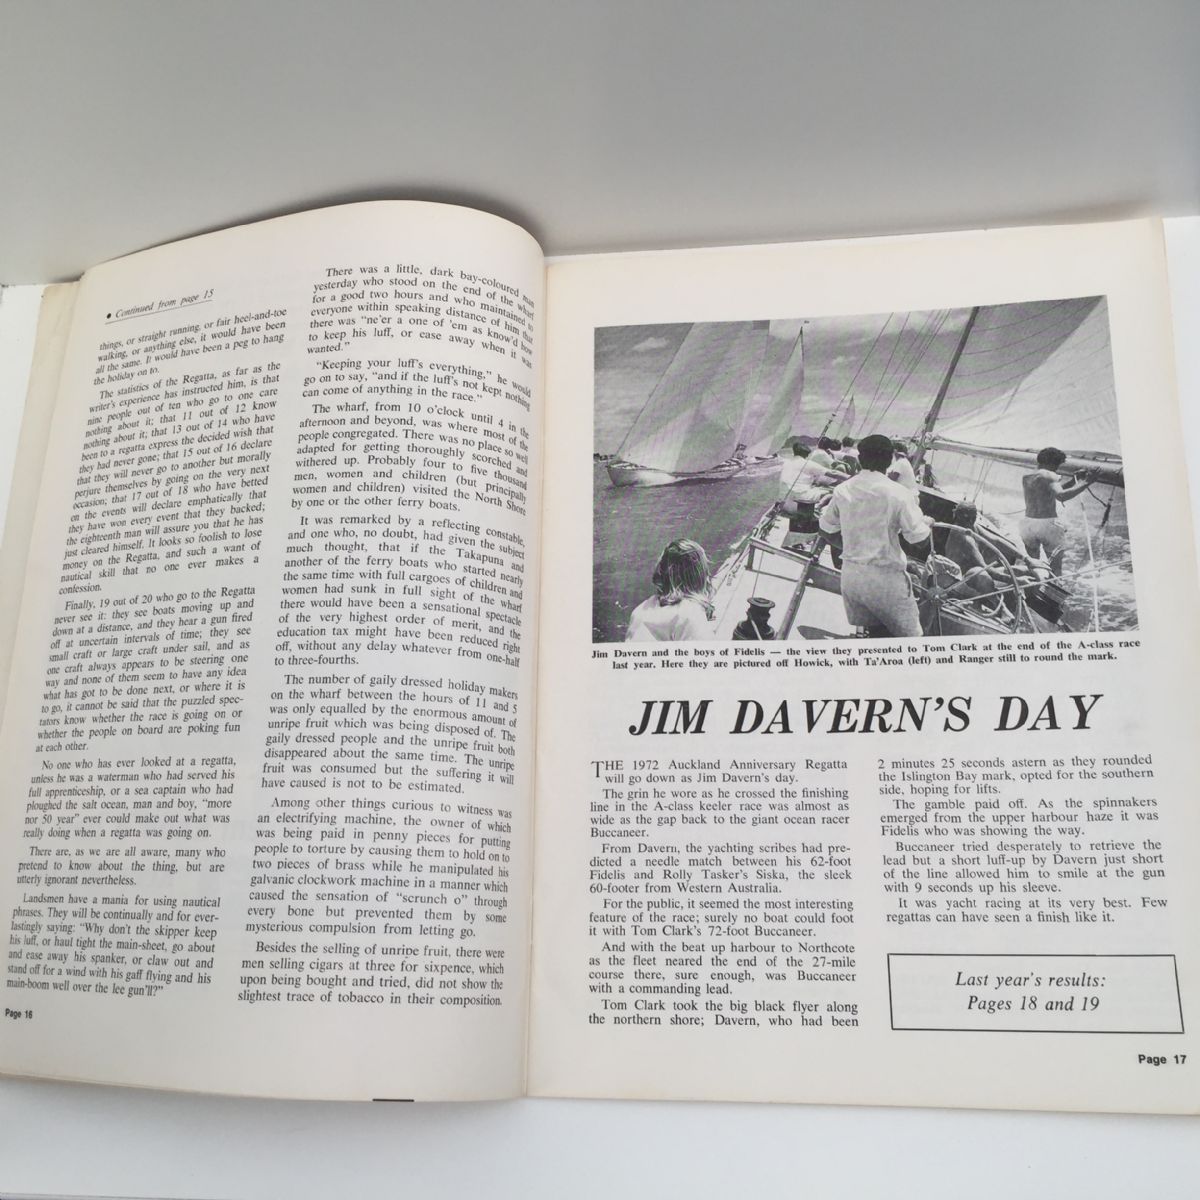 • Continued from page 15
things, or straight running, or fair heel-and-toe
walking, or anything else, it would have been
all the same. It would have been a peg to hang
the holiday on to.
The statistics of the Regatta, as far as the
writer's experience has instructed him, is that
nine people out of ten who go to one care
nothing about it; that 11 out of 12 know
nothing about it; that 13 out of 14 who have
been to a regatta express the decided wish that
they had never gone; that 15 out of 16 declare
that they will never go to another but morally
perjure themselves by going on the very next
occasion; that 17 out of 18 who have betted
on the events will declare emphatically that
they have won every event that they backed;
the eighteenth man will assure you that he has
just cleared himself. It looks so foolish to lose
money on the Regatta, and such a want of
nautical skill that no one ever makes a
confession.
Finally, 19 out of 20 who go to the Regatta
never see it: they see boats moving up and
down at a distance, and they hear a gun fired
off at uncertain intervals of time; they see
small craft or large craft under sail, and as
one craft always appears to be steering one
way and none of them seem to have any idea
what has got to be done next, or where it is
to go, it cannot be said that the puzzled spec-
tators know whether the race is going on or
whether the people on board are poking fun
at each other.
No one who has ever looked at a regatta,
unless he was a waterman who had served his
full apprenticeship, or a sea captain who had
ploughed the salt ocean, man and boy, "more
nor 50 year" ever could make out what was
really doing when a regatta was going on.
There are, as we are all aware, many who
pretend to know about the thing, but are
utterly ignorant nevertheless.
Landsmen have a mania for using nautical
phrases. They will be continually and for ever-
lastingly saying: "Why don't the skipper keep
his luff, or haul tight the main-sheet, go about
and ease away his spanker, or claw out and
stand off for a wind with his gaff flying and his
main-boom well over the lee gun'll?"
Page 16
There was a little, dark bay-coloured man
yesterday who stood on the end of the wharf
for a good two hours and who maintained to
everyone within speaking distance of him that
there was "ne'er a one of 'em as know'd how
to keep his luff, or ease away when it was
wanted."
"Keeping your luff's everything," he would
go on to say, "and if the luff's not kept nothing
can come of anything in the race."
The wharf, from 10 o'clock until 4 in the
afternoon and beyond, was where most of the
people congregated. There was no place so well
adapted for getting thoroughly scorched and
withered up. Probably four to five thousand
men, women and children (but principally
women and children) visited the North Shore
by one or the other ferry boats.
It was remarked by a reflecting constable,
and one who, no doubt, had given the subject
much thought, that if the Takapuna and
another of the ferry boats who started nearly
the same time with full cargoes of children and
women had sunk in full sight of the wharf
there would have been a sensational spectacle
of the very highest order of merit, and the
education tax might have been reduced right
off, without any delay whatever from one-half
to three-fourths.
The number of gaily dressed holiday makers
on the wharf between the hours of 11 and 5
was only equalled by the enormous amount of
unripe fruit which was being disposed of. The
gaily dressed people and the unripe fruit both
disappeared about the same time. The unripe
fruit was consumed but the suffering it will
have caused is not to be estimated.
Among other things curious to witness was
an electrifying machine, the owner of which
was being paid in penny pieces for putting
people to torture by causing them to hold on to
two pieces of brass while he manipulated his
galvanic clockwork machine in a manner which
caused the sensation of "scrunch o" through
every bone but prevented them by some
mysterious compulsion from letting go.
Besides the selling of unripe fruit, there were
men selling cigars at three for sixpence, which
upon being bought and tried, did not show the
slightest trace of tobacco in their composition.
Jim Davern and the boys of Fidelis — the view they presented to Tom Clark at the end of the A-class race
last year. Here they are pictured off Howick, with Ta'Aroa (left) and Ranger still to round the mark.
JIM DAVERN'S DAY
THE 1972 Auckland Anniversary Regatta
will go down as Jim Davern's day.
The grin he wore as he crossed the finishing
line in the A-class keeler race was almost as
wide as the gap back to the giant ocean racer
Buccaneer.
From Davern, the yachting scribes had pre-
dicted a needle match between his 62-foot
Fidelis and Rolly Tasker's Siska, the sleek
60-footer from Western Australia.
For the public, it seemed the most interesting
feature of the race; surely no boat could foot
it with Tom Clark's 72-foot Buccaneer.
And with the beat up harbour to Northcote
as the fleet neared the end of the 27-mile
course there, sure enough, was Buccaneer
with a commanding lead.
Tom Clark took the big black flyer along
the northern shore; Davern, who had been
2 minutes 25 seconds astern as they rounded
the Islington Bay mark, opted for the southern
side, hoping for lifts.
The gamble paid off. As the spinnakers
emerged from the upper harbour haze it was
Fidelis who was showing the way.
Buccaneer tried desperately to retrieve the
lead but a short luff-up by Davern just short
of the line allowed him to smile at the gun
with 9 seconds up his sleeve.
It was yacht racing at its very best. Few
regattas can have seen a finish like it.
Last year's results:
Pages 18 and 19
Page 17